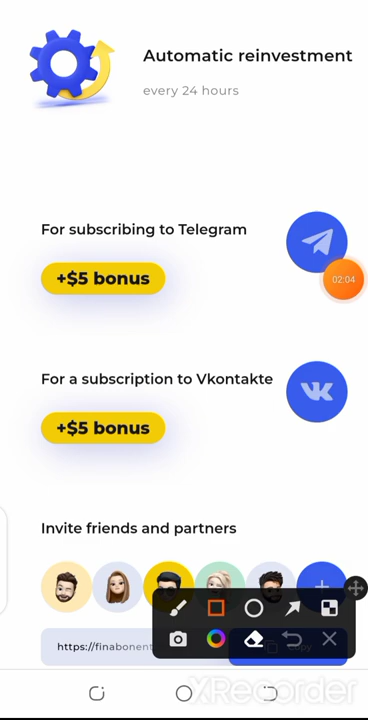 Automatic reinvestment
every 24 hours
For subscribing to Telegram
+$5 bonus
02:04
For a subscription to Vkontakte
+$5 bonus
Invite friends and partners
https://finabonent
Copy
XRecorder